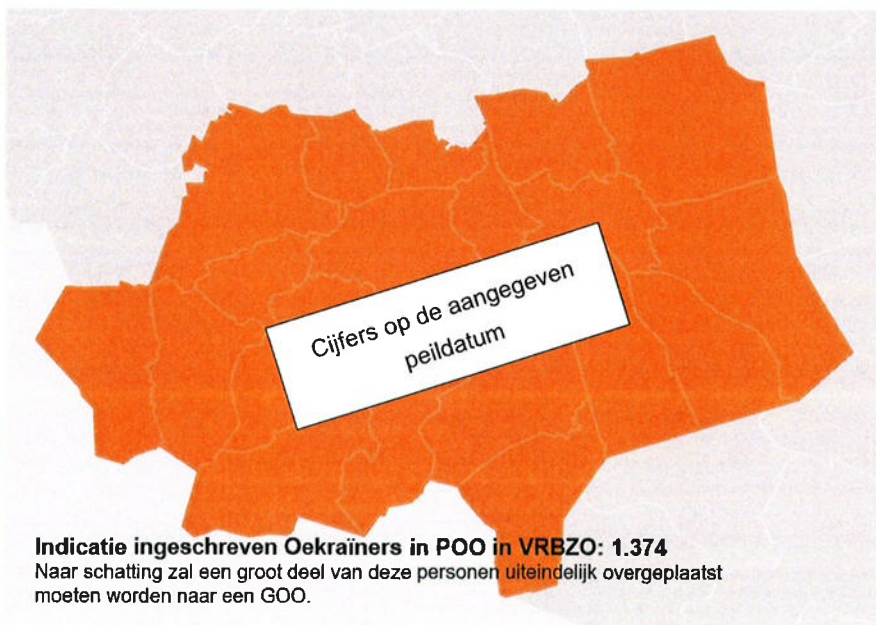 Cijfers op de aangegeven
peildatum
Indicatie ingeschreven Oekraïners in POO in VRBZO: 1.374
Naar schatting zal een groot deel van deze personen uiteindelijk overgeplaatst
moeten worden naar een GOO.